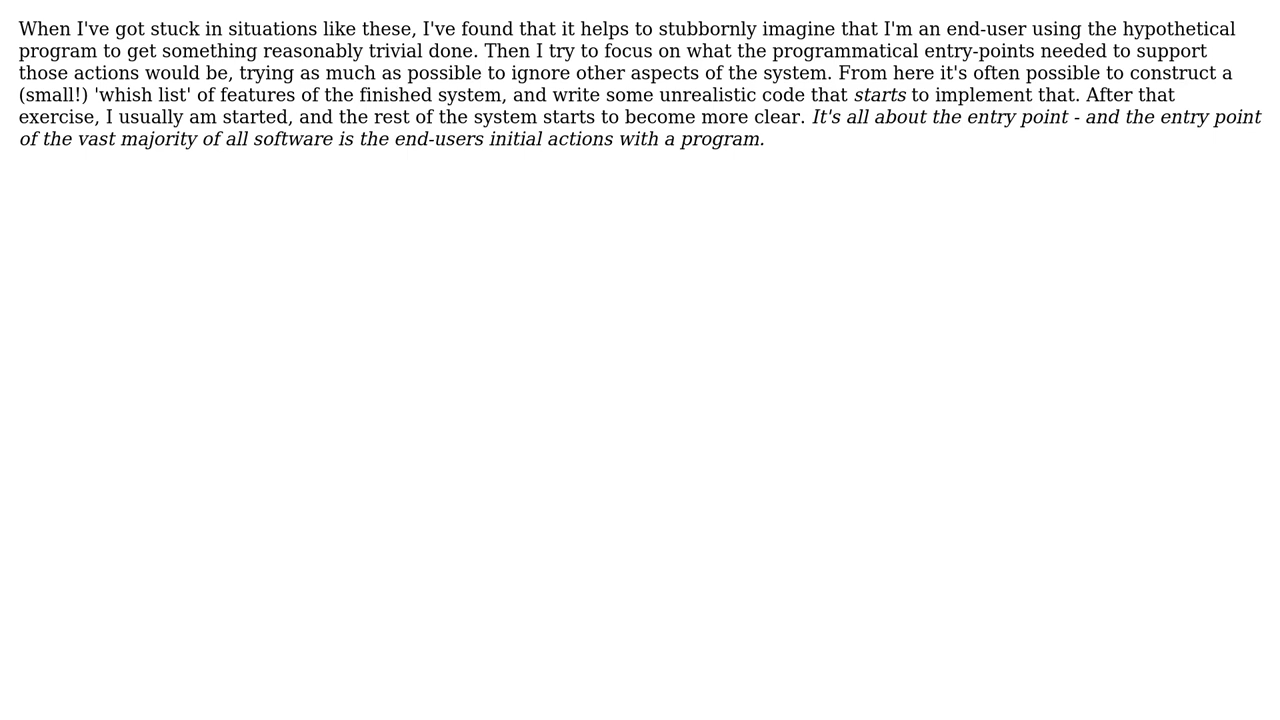 When I've got stuck in situations like these, I've found that it helps to stubbornly imagine that I'm an end-user using the hypothetical
program to get something reasonably trivial done. Then I try to focus on what the programmatical entry-points needed to support
those actions would be, trying as much as possible to ignore other aspects of the system. From here it's often possible to construct a
(small!) 'whish list' of features of the finished system, and write some unrealistic code that starts to implement that. After that
exercise, I usually am started, and the rest of the system starts to become more clear. It's all about the entry point - and the entry point
of the vast majority of all software is the end-users initial actions with a program.